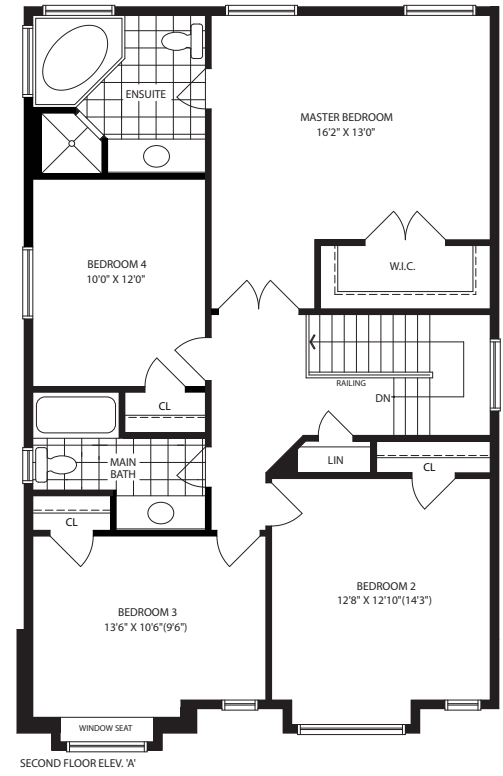 ENSUITE
MASTER BEDROOM
16'2" X 13'0"
BEDROOM 4
10'0" X 12'0"
W.I.C.
RAILING
DN
CL
LIN
CL
MAIN
BATH
CL
BEDROOM 2
12'8" X 12'10"(14'3")
BEDROOM 3
13'6" X 10'6"(9'6")
WINDOW SEAT
SECOND FLOOR ELEV. 'A'